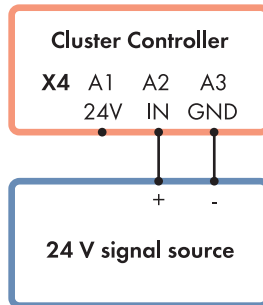 Cluster Controller
X4 A1 A2 A3
24V IN GND
+ -
24 V signal source